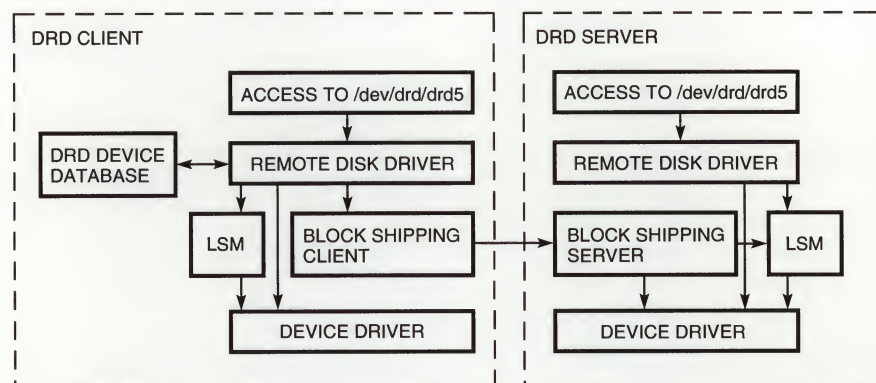 DRD CLIENT
ACCESS TO /dev/drd/drd5
DRD DEVICE
DATABASE
REMOTE DISK DRIVER
LSM
BLOCK SHIPPING
CLIENT
DEVICE DRIVER
DRD SERVER
ACCESS TO /dev/drd/drd5
REMOTE DISK DRIVER
BLOCK SHIPPING
SERVER
LSM
DEVICE DRIVER